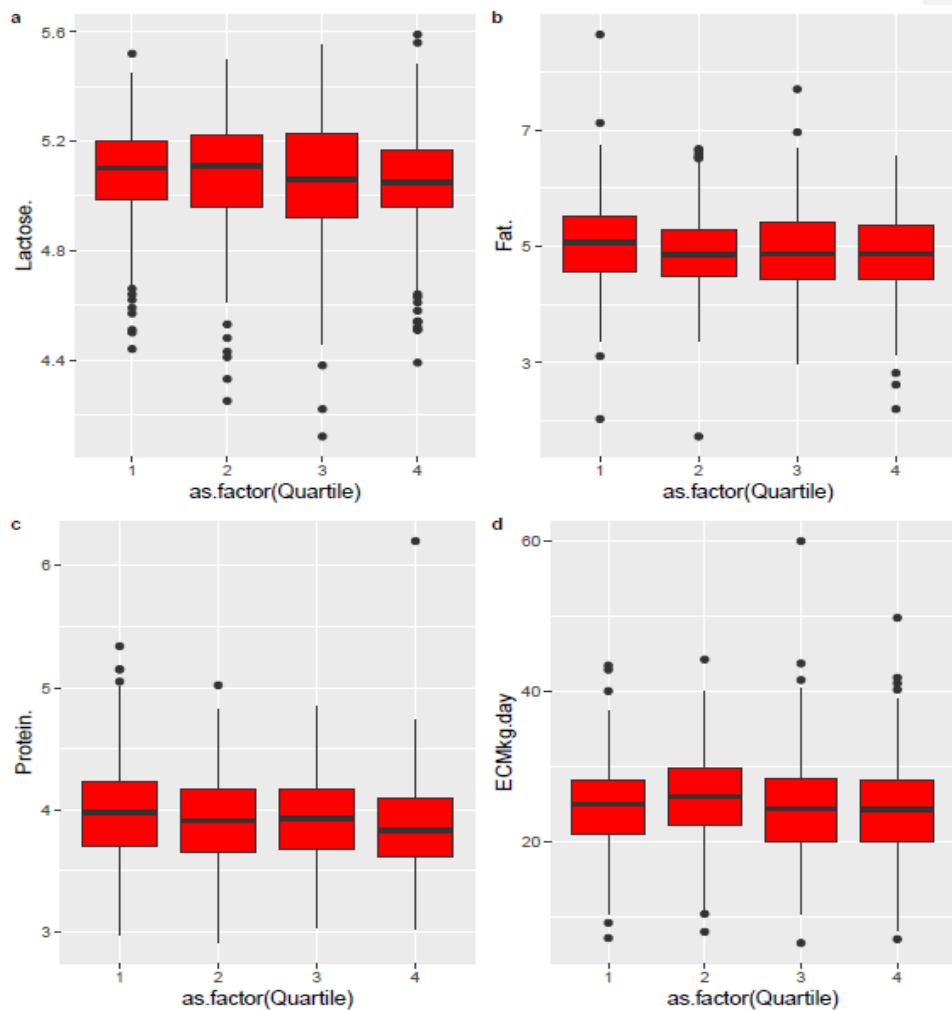 a
5.6
5.2
4.8
4.4
Lactose.
1 2 3 4
as.factor(Quartile)
b
7
5
3
Fat.
1 2 3 4
as.factor(Quartile)
c
6
5
4
3
Protein.
1 2 3 4
as.factor(Quartile)
d
60
40
20
ECMkg.day
1 2 3 4
as.factor(Quartile)